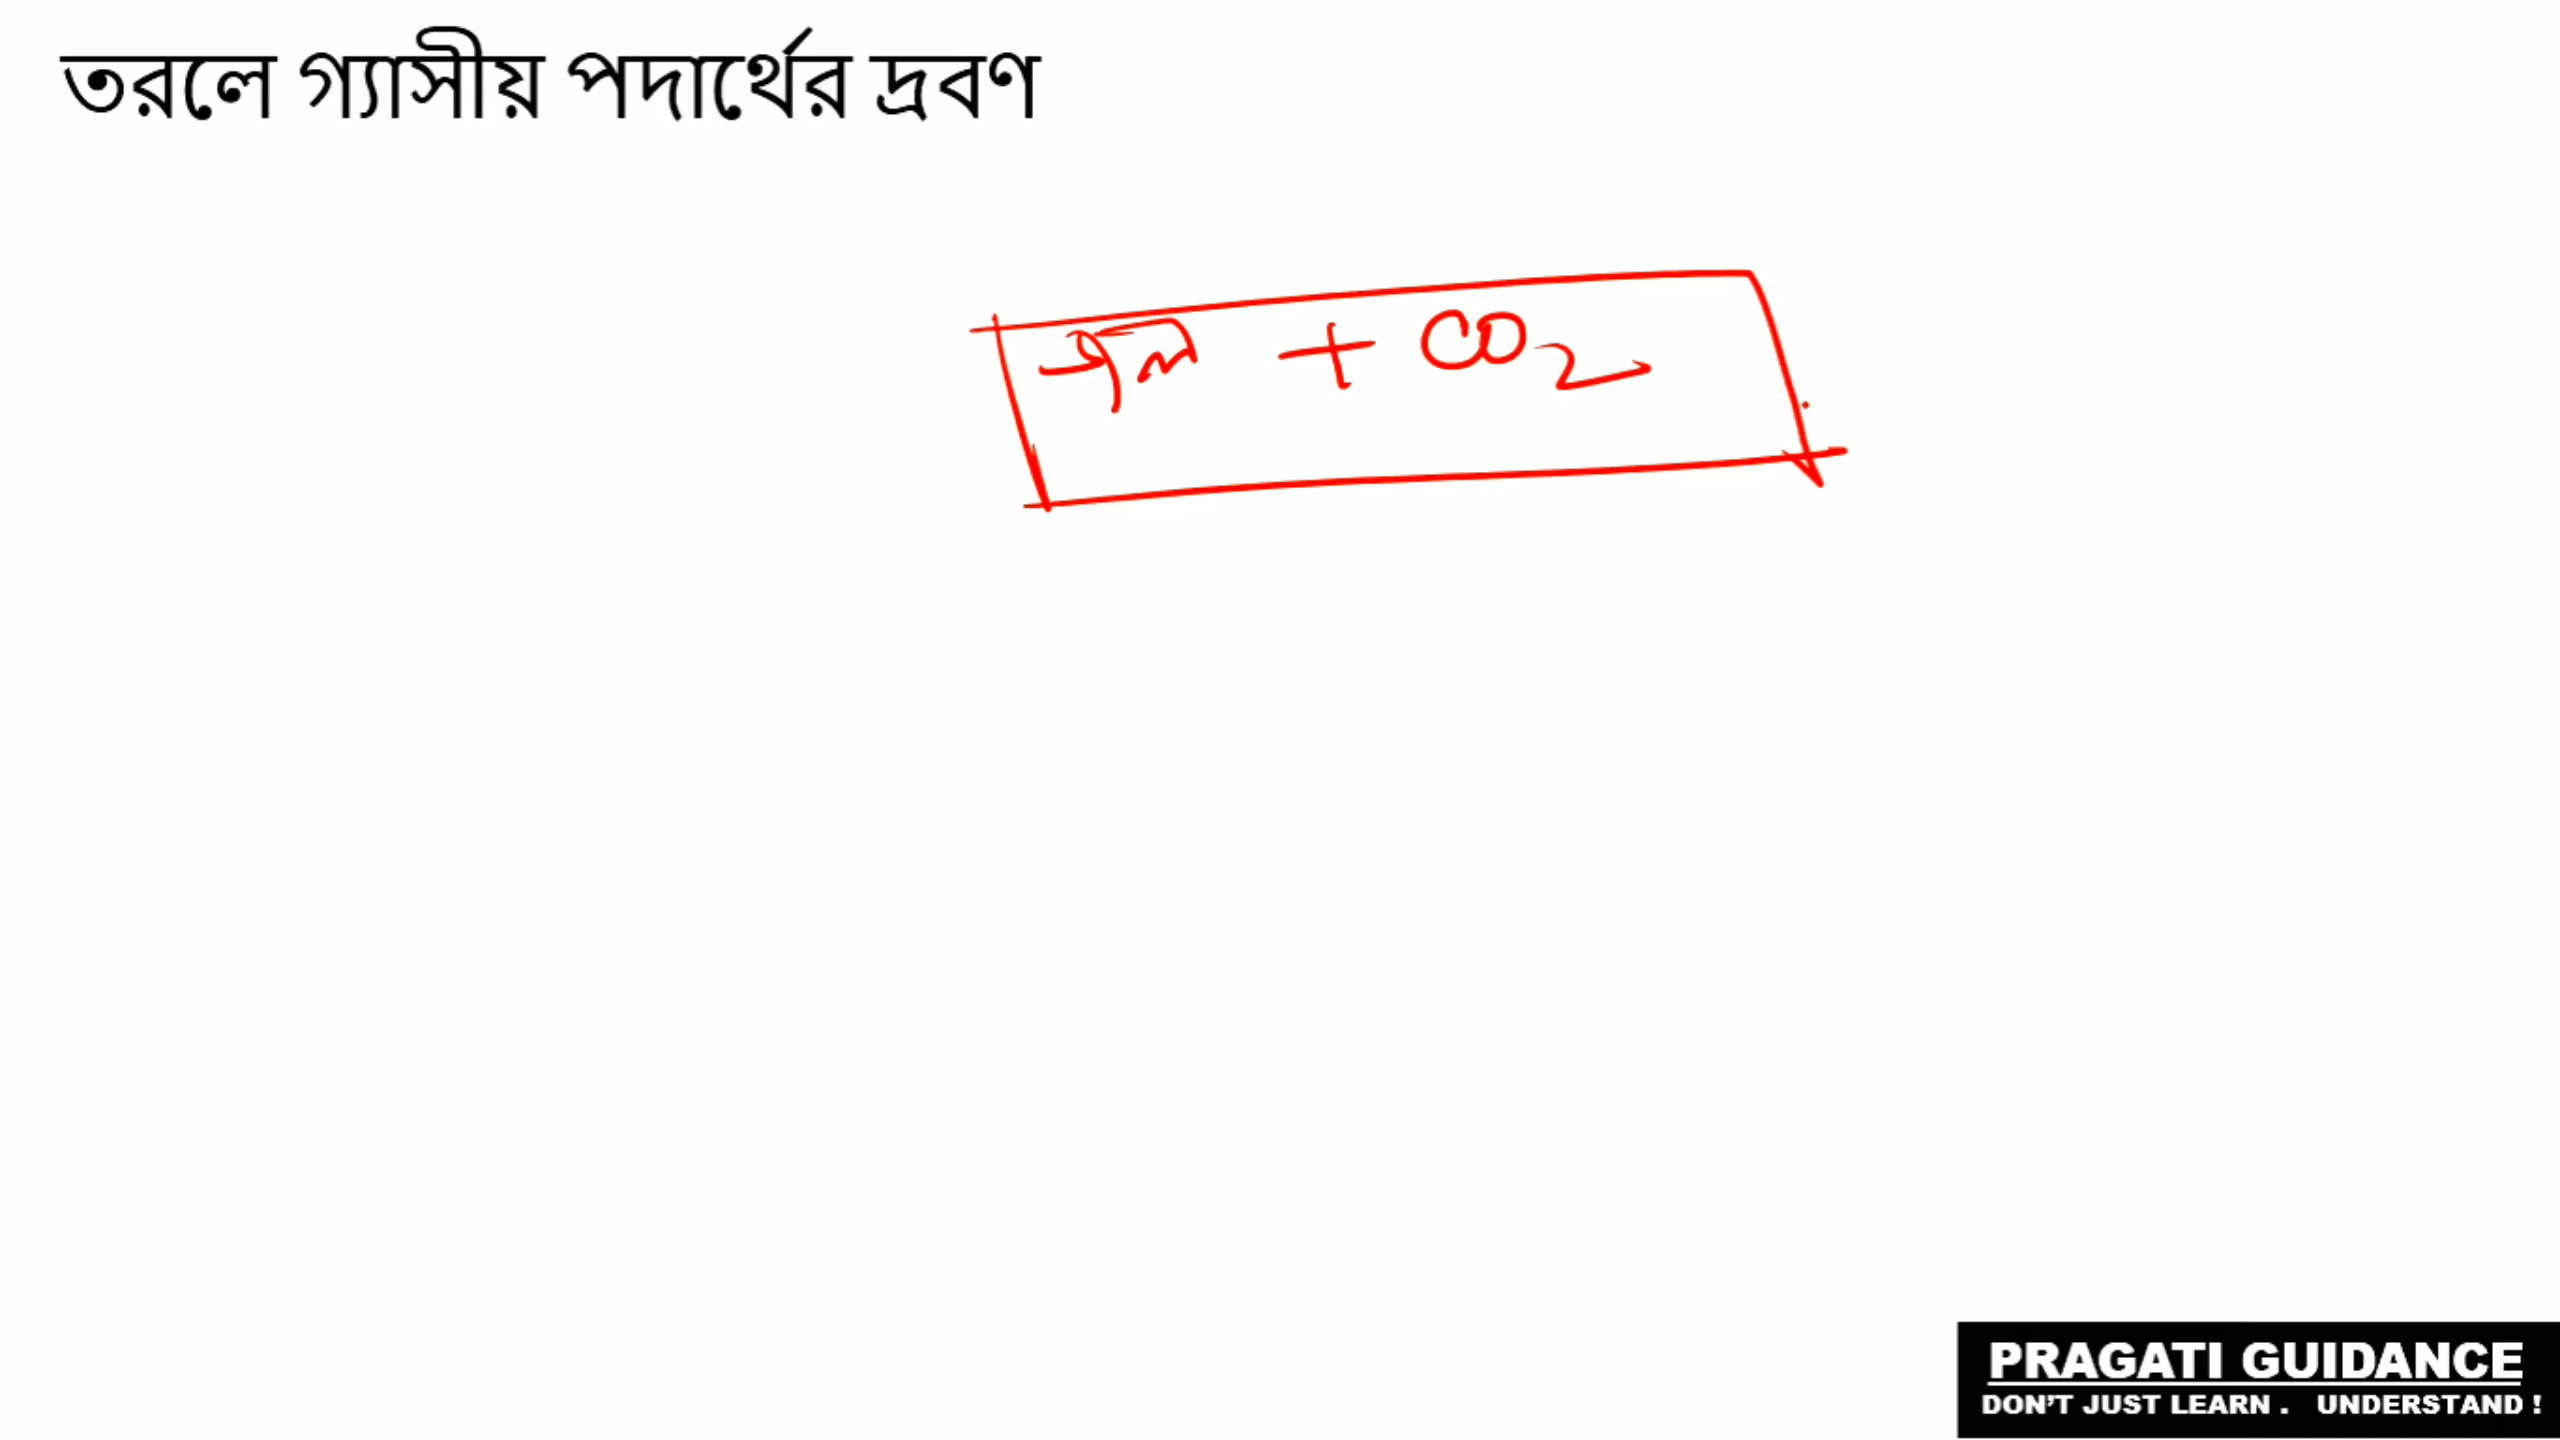 তরলে গ্যাসীয় পদার্থের দ্রবণ
জল + CO₂
PRAGATI GUIDANCE
DON'T JUST LEARN . UNDERSTAND !